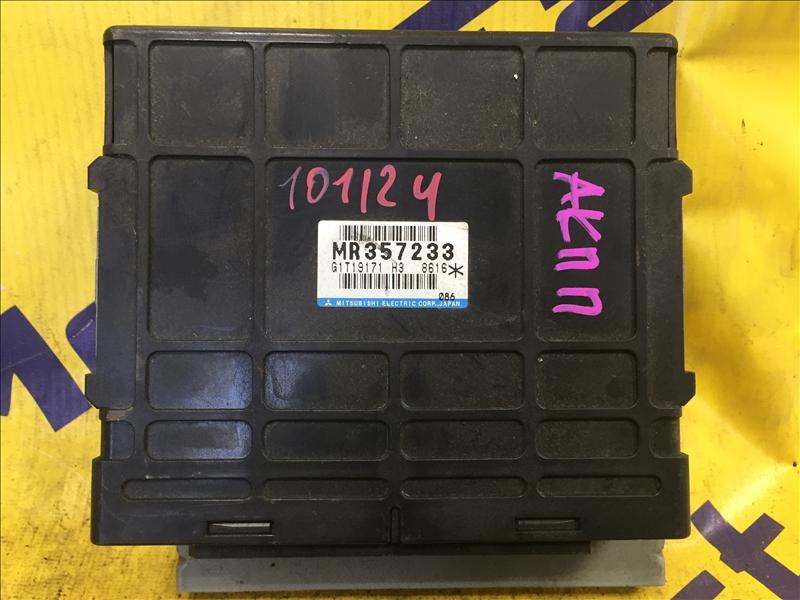 101124
АКПП
MR357233
G1T19171 H3 8616*
086
MITSUBISHI ELECTRIC CORP. JAPAN